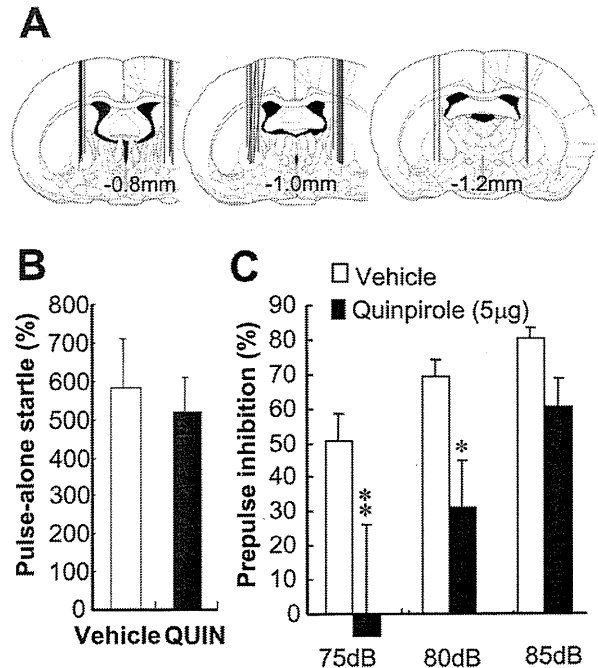 A
-0.8mm
-1.0mm
-1.2mm
B
Pulse-alone startle (%)
800
700
600
500
400
300
200
100
0
Vehicle QUIN
C
Vehicle
Quinpirole (5µg)
Prepulse inhibition (%)
90
80
70
60
50
40
30
20
10
0
**
*
75dB
80dB
85dB